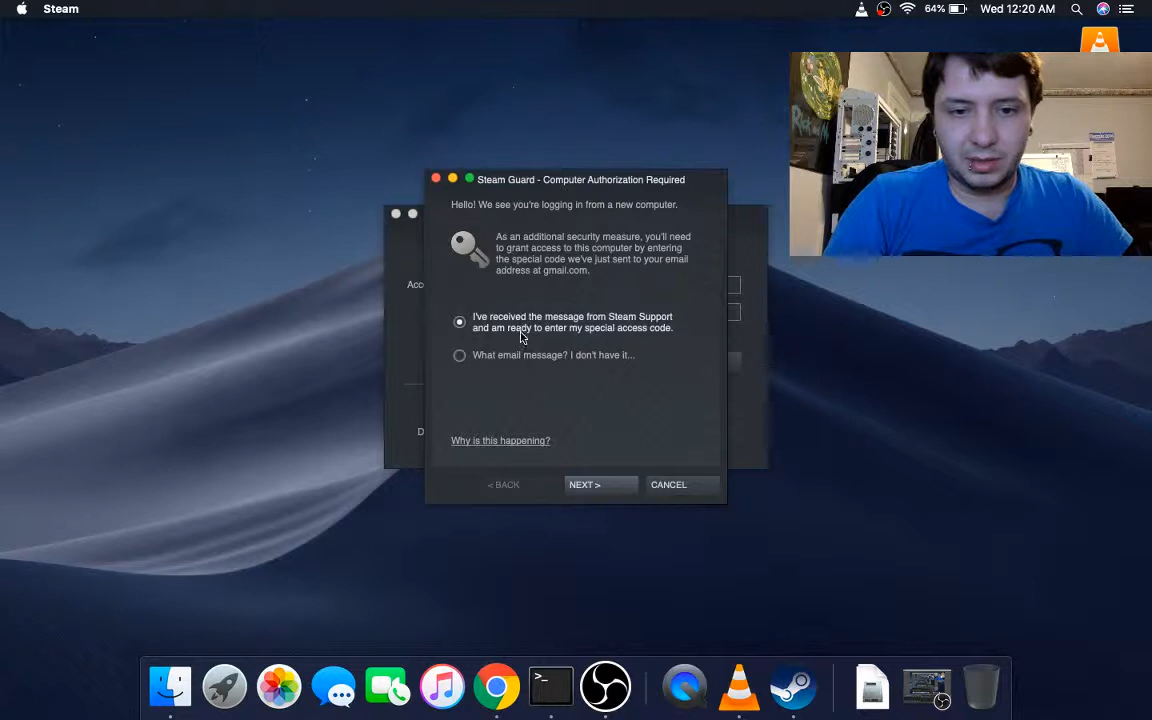 Steam
64%
Wed 12:20 AM
Steam Guard - Computer Authorization Required
Hello! We see you're logging in from a new computer.
As an additional security measure, you'll need
to grant access to this computer by entering
the special code we've just sent to your email
address at gmail.com.
Acc
I've received the message from Steam Support
and am ready to enter my special access code.
What email message? I don't have it...
D
Why is this happening?
< BACK
NEXT >
CANCEL
>_